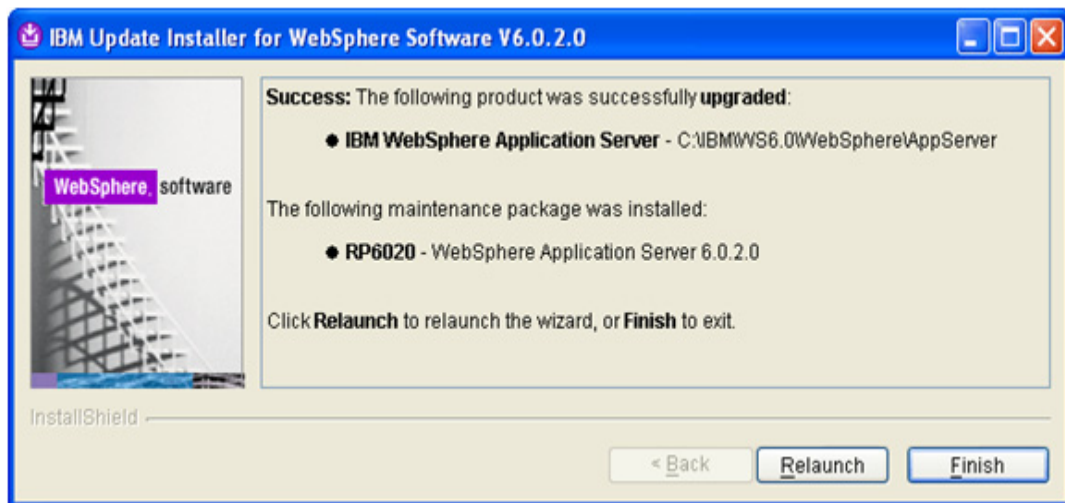 IBM Update Installer for WebSphere Software V6.0.2.0
Success: The following product was successfully upgraded:
● IBM WebSphere Application Server - C:\IBM\WS6.0\WebSphere\AppServer
WebSphere. software
The following maintenance package was installed:
● RP6020 - WebSphere Application Server 6.0.2.0
Click Relaunch to relaunch the wizard, or Finish to exit.
InstallShield
< Back
Relaunch
Finish